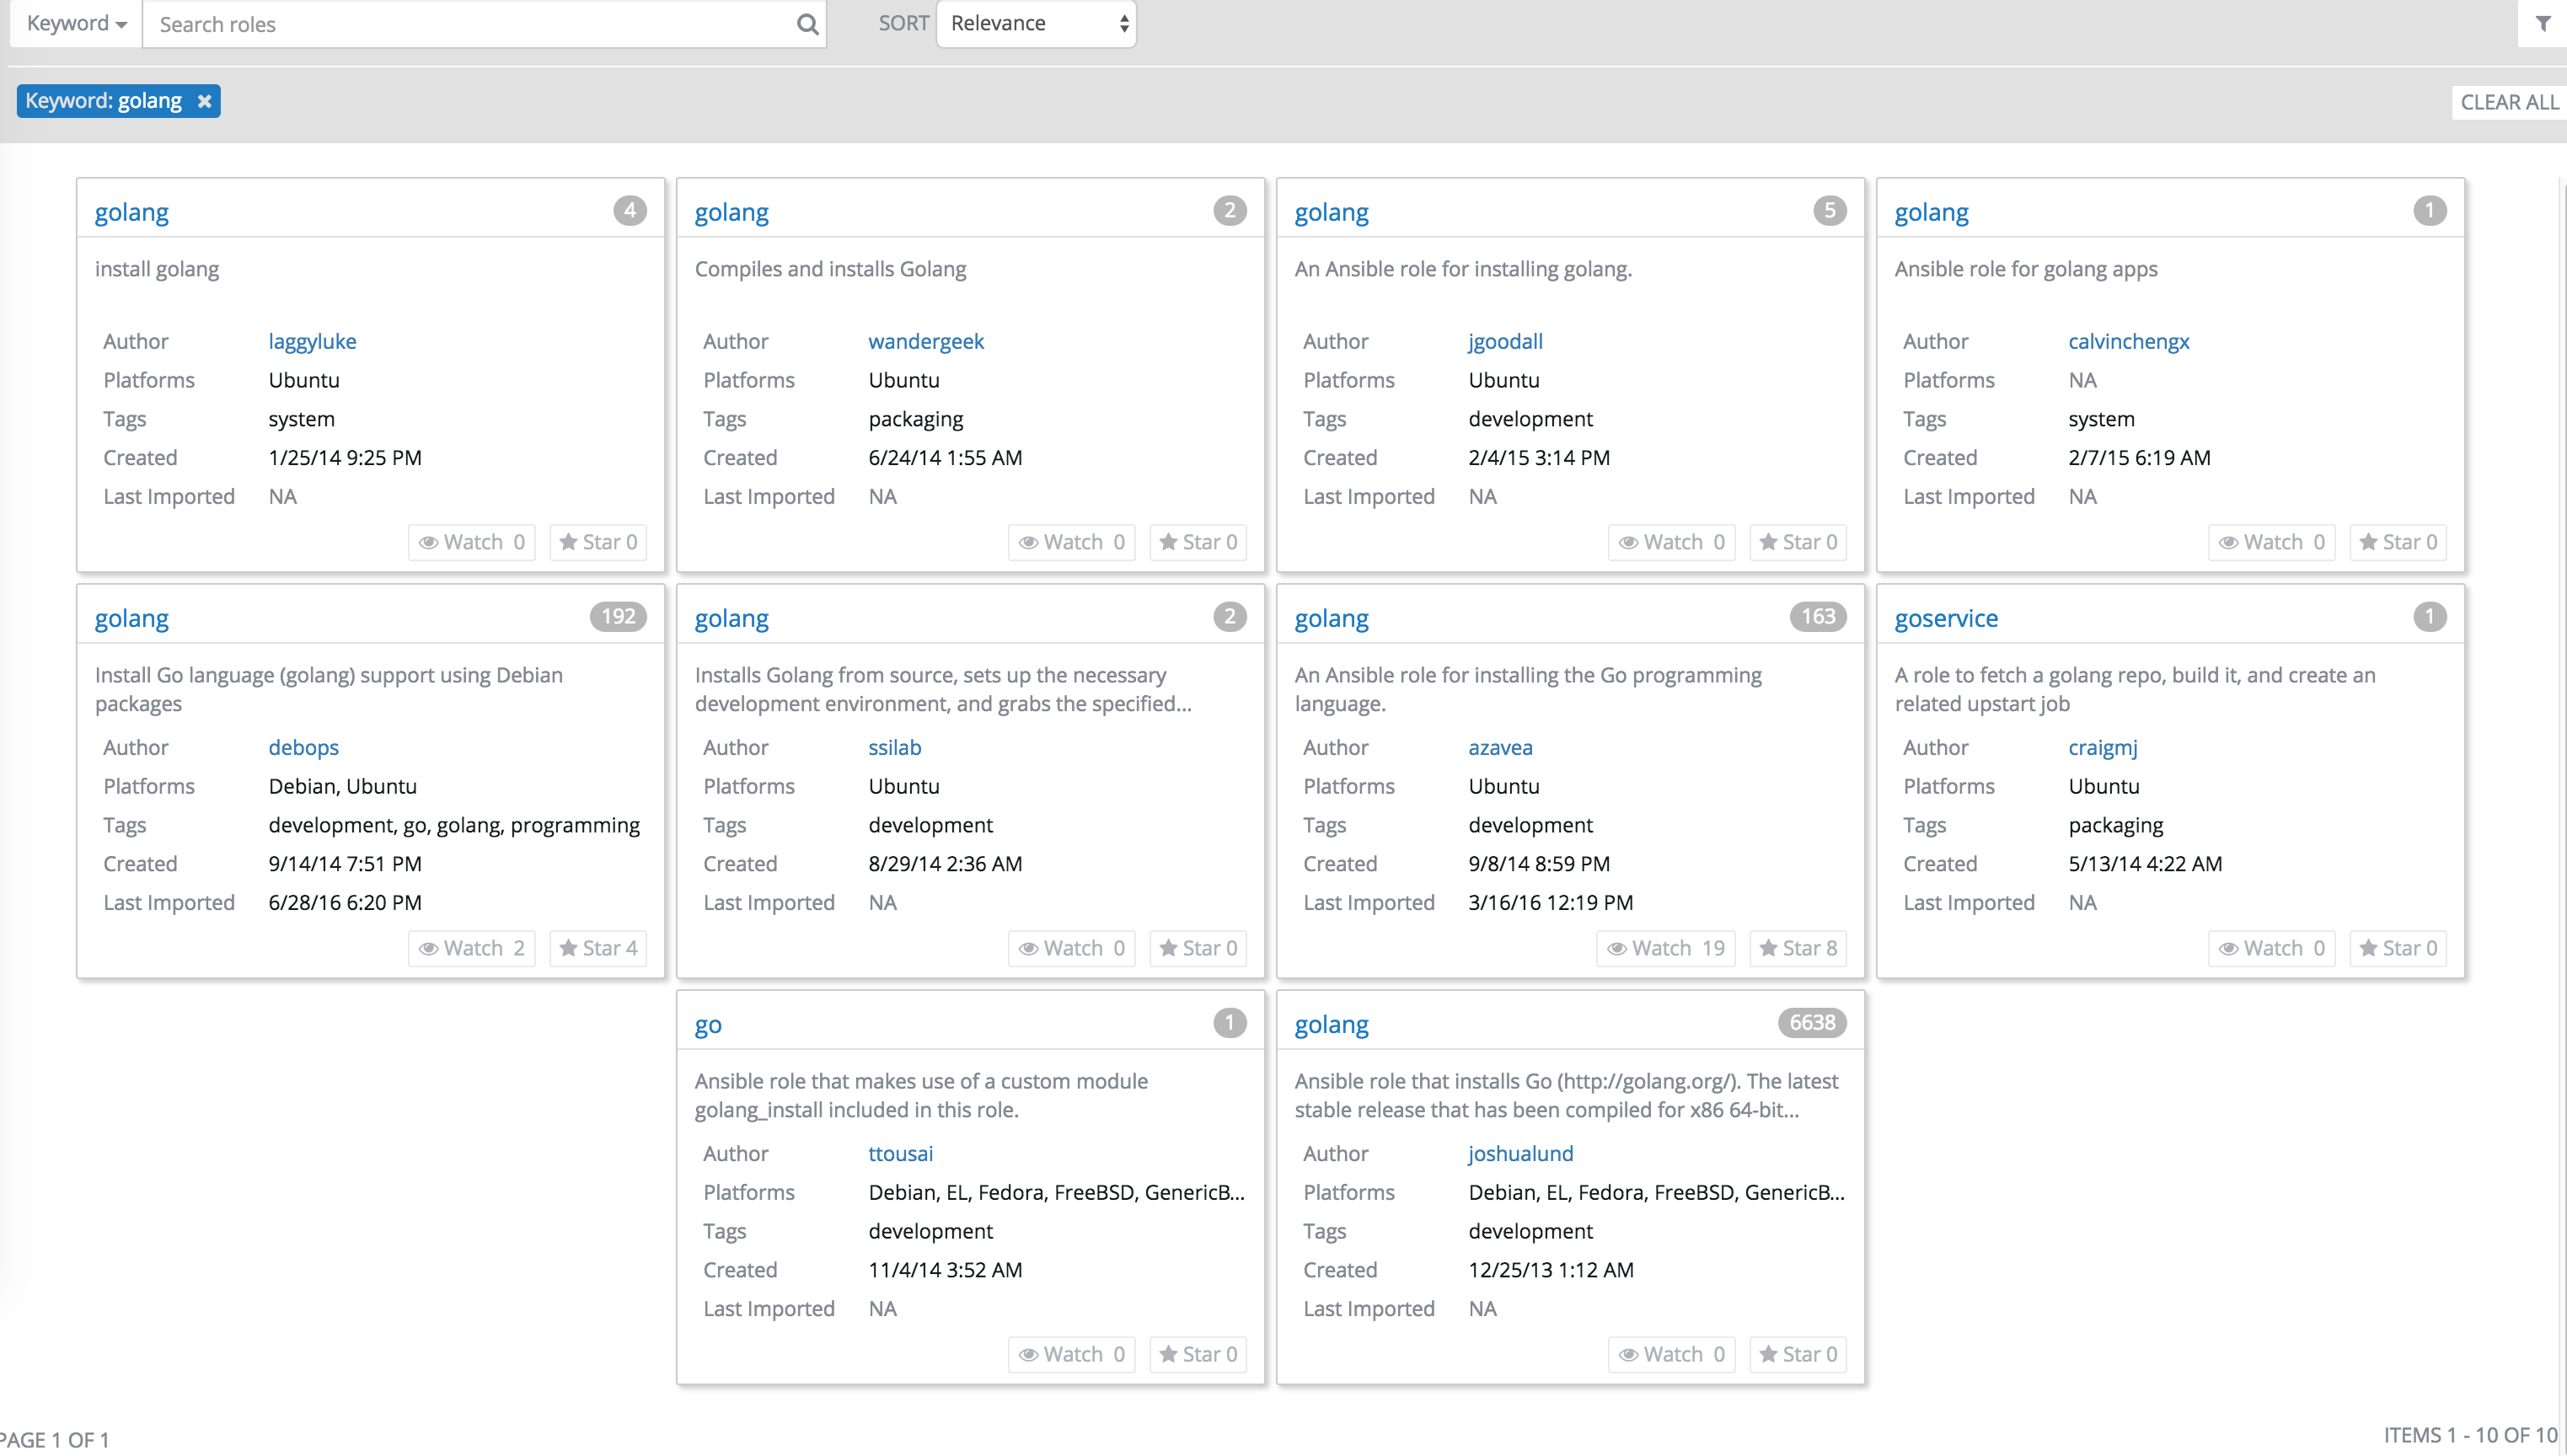 Keyword
Search roles
SORT
Relevance
Keyword: golang
CLEAR ALL
golang 4
install golang
Author laggyluke
Platforms Ubuntu
Tags system
Created 1/25/14 9:25 PM
Last Imported NA
Watch 0 Star 0
golang 2
Compiles and installs Golang
Author wandergeek
Platforms Ubuntu
Tags packaging
Created 6/24/14 1:55 AM
Last Imported NA
Watch 0 Star 0
golang 5
An Ansible role for installing golang.
Author jgoodall
Platforms Ubuntu
Tags development
Created 2/4/15 3:14 PM
Last Imported NA
Watch 0 Star 0
golang 1
Ansible role for golang apps
Author calvinchengx
Platforms NA
Tags system
Created 2/7/15 6:19 AM
Last Imported NA
Watch 0 Star 0
golang 192
Install Go language (golang) support using Debian
packages
Author debops
Platforms Debian, Ubuntu
Tags development, go, golang, programming
Created 9/14/14 7:51 PM
Last Imported 6/28/16 6:20 PM
Watch 2 Star 4
golang 2
Installs Golang from source, sets up the necessary
development environment, and grabs the specified...
Author ssilab
Platforms Ubuntu
Tags development
Created 8/29/14 2:36 AM
Last Imported NA
Watch 0 Star 0
golang 163
An Ansible role for installing the Go programming
language.
Author azavea
Platforms Ubuntu
Tags development
Created 9/8/14 8:59 PM
Last Imported 3/16/16 12:19 PM
Watch 19 Star 8
goservice 1
A role to fetch a golang repo, build it, and create an
related upstart job
Author craigmj
Platforms Ubuntu
Tags packaging
Created 5/13/14 4:22 AM
Last Imported NA
Watch 0 Star 0
go 1
Ansible role that makes use of a custom module
golang_install included in this role.
Author ttousai
Platforms Debian, EL, Fedora, FreeBSD, GenericB...
Tags development
Created 11/4/14 3:52 AM
Last Imported NA
Watch 0 Star 0
golang 6638
Ansible role that installs Go (http://golang.org/). The latest
stable release that has been compiled for x86 64-bit...
Author joshualund
Platforms Debian, EL, Fedora, FreeBSD, GenericB...
Tags development
Created 12/25/13 1:12 AM
Last Imported NA
Watch 0 Star 0
PAGE 1 OF 1
ITEMS 1 - 10 OF 10